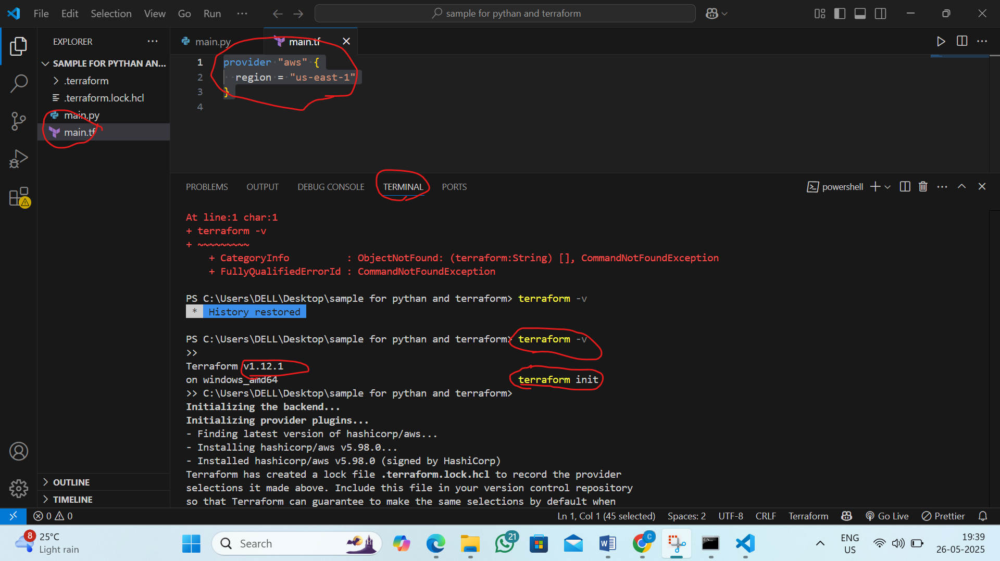 File Edit Selection View Go Run ··· sample for pythan and terraform
EXPLORER ···
main.py main.tf
SAMPLE FOR PYTHAN AN...
.terraform
.terraform.lock.hcl
main.py
main.tf
1 provider "aws" {
2 region = "us-east-1"
3 }
4
PROBLEMS OUTPUT DEBUG CONSOLE TERMINAL PORTS powershell
At line:1 char:1
+ terraform -v
+ ~~~~~~~~~
+ CategoryInfo : ObjectNotFound: (terraform:String) [], CommandNotFoundException
+ FullyQualifiedErrorId : CommandNotFoundException
PS C:\Users\DELL\Desktop\sample for pythan and terraform> terraform -v
* History restored
PS C:\Users\DELL\Desktop\sample for pythan and terraform> terraform -v
>>
Terraform v1.12.1
on windows_amd64 terraform init
>> C:\Users\DELL\Desktop\sample for pythan and terraform>
Initializing the backend...
Initializing provider plugins...
- Finding latest version of hashicorp/aws...
- Installing hashicorp/aws v5.98.0...
- Installed hashicorp/aws v5.98.0 (signed by HashiCorp)
Terraform has created a lock file .terraform.lock.hcl to record the provider
selections it made above. Include this file in your version control repository
so that Terraform can guarantee to make the same selections by default when
OUTLINE
TIMELINE
0 0 Ln 1, Col 1 (45 selected) Spaces: 2 UTF-8 CRLF Terraform Go Live Prettier
8 25°C
Light rain
Search
21
C
ENG
US
19:39
26-05-2025